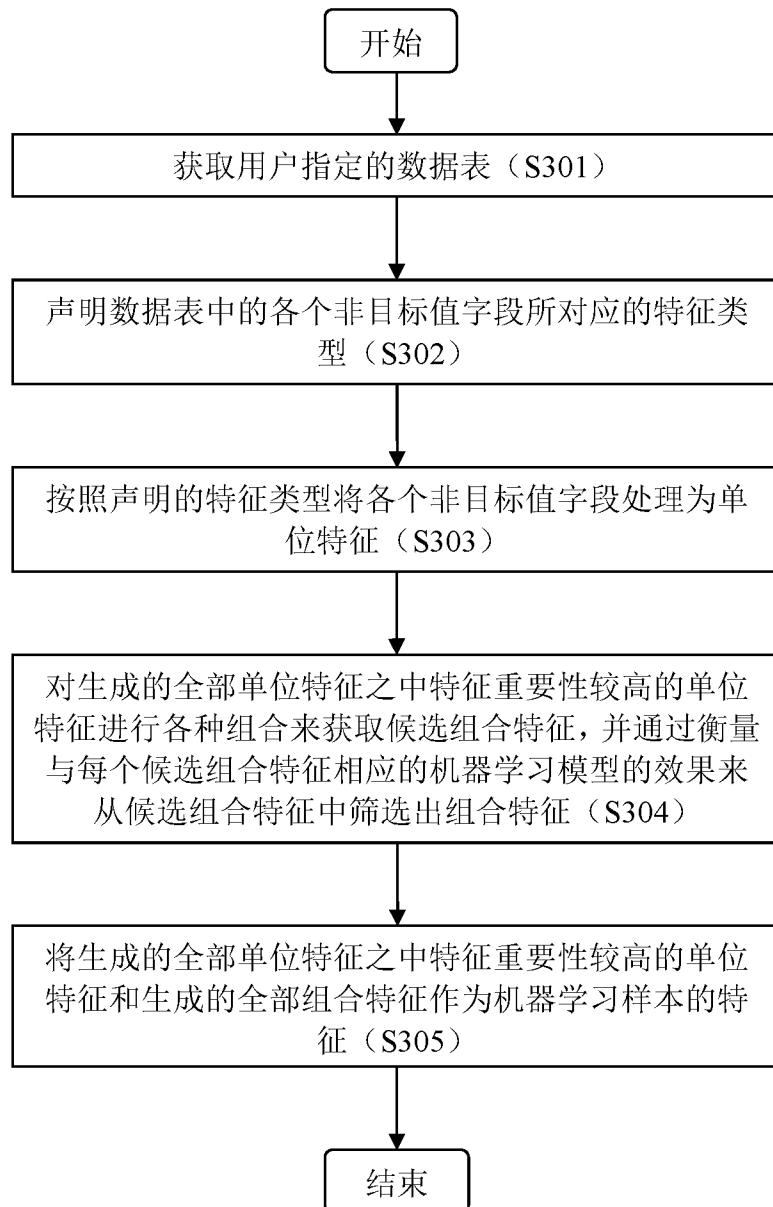 开始
获取用户指定的数据表（S301）
声明数据表中的各个非目标值字段所对应的特征类
型（S302）
按照声明的特征类型将各个非目标值字段处理为单
位特征（S303）
对生成的全部单位特征之中特征重要性较高的单位
特征进行各种组合来获取候选组合特征，并通过衡量
与每个候选组合特征相应的机器学习模型的效果来
从候选组合特征中筛选出组合特征（S304）
将生成的全部单位特征之中特征重要性较高的单位
特征和生成的全部组合特征作为机器学习样本的特
征（S305）
结束